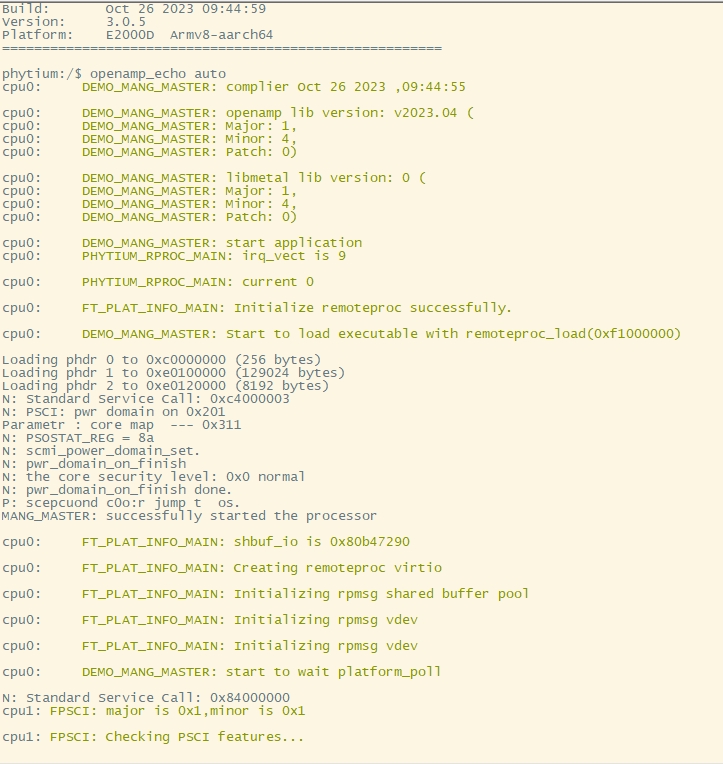 Build:       Oct 26 2023 09:44:59
Version:     3.0.5
Platform:    E2000D  Armv8-aarch64
=======================================================
phytium:/$ openamp_echo auto
cpu0:     DEMO_MANG_MASTER: complier Oct 26 2023 ,09:44:55
cpu0:     DEMO_MANG_MASTER: openamp lib version: v2023.04 (
cpu0:     DEMO_MANG_MASTER: Major: 1,
cpu0:     DEMO_MANG_MASTER: Minor: 4,
cpu0:     DEMO_MANG_MASTER: Patch: 0)
cpu0:     DEMO_MANG_MASTER: libmetal lib version: 0 (
cpu0:     DEMO_MANG_MASTER: Major: 1,
cpu0:     DEMO_MANG_MASTER: Minor: 4,
cpu0:     DEMO_MANG_MASTER: Patch: 0)
cpu0:     DEMO_MANG_MASTER: start application
cpu0:     PHYTIUM_RPROC_MAIN: irq_vect is 9
cpu0:     PHYTIUM_RPROC_MAIN: current 0
cpu0:     FT_PLAT_INFO_MAIN: Initialize remoteproc successfully.
cpu0:     DEMO_MANG_MASTER: Start to load executable with remoteproc_load(0xf1000000)
Loading phdr 0 to 0xc0000000 (256 bytes)
Loading phdr 1 to 0xe0100000 (129024 bytes)
Loading phdr 2 to 0xe0120000 (8192 bytes)
N: Standard Service Call: 0xc4000003
N: PSCI: pwr domain on 0x201
Parametr : core map  --- 0x311
N: PSOSTAT_REG = 8a
N: scmi_power_domain_set.
N: pwr_domain_on_finish
N: the core security level: 0x0 normal
N: pwr_domain_on_finish done.
P: scepcuond c0o:r jump t  os.
MANG_MASTER: successfully started the processor
cpu0:     FT_PLAT_INFO_MAIN: shbuf_io is 0x80b47290
cpu0:     FT_PLAT_INFO_MAIN: Creating remoteproc virtio
cpu0:     FT_PLAT_INFO_MAIN: Initializing rpmsg shared buffer pool
cpu0:     FT_PLAT_INFO_MAIN: Initializing rpmsg vdev
cpu0:     FT_PLAT_INFO_MAIN: Initializing rpmsg vdev
cpu0:     DEMO_MANG_MASTER: start to wait platform_poll
N: Standard Service Call: 0x84000000
cpu1: FPSCI: major is 0x1,minor is 0x1
cpu1: FPSCI: Checking PSCI features...